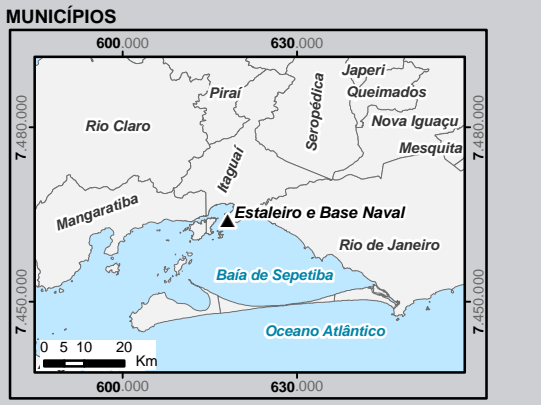 MUNICÍPIOS
600.000 630.000
Japeri
Piraí
Queimados
Seropédica
7.480.000
Rio Claro
Nova Iguaçu
7.480.000
Mesquita
Itaguaí
Mangaratiba
Estaleiro e Base Naval
Rio de Janeiro
Baía de Sepetiba
7.450.000
7.450.000
Oceano Atlântico
0 5 10 20
Km
600.000 630.000